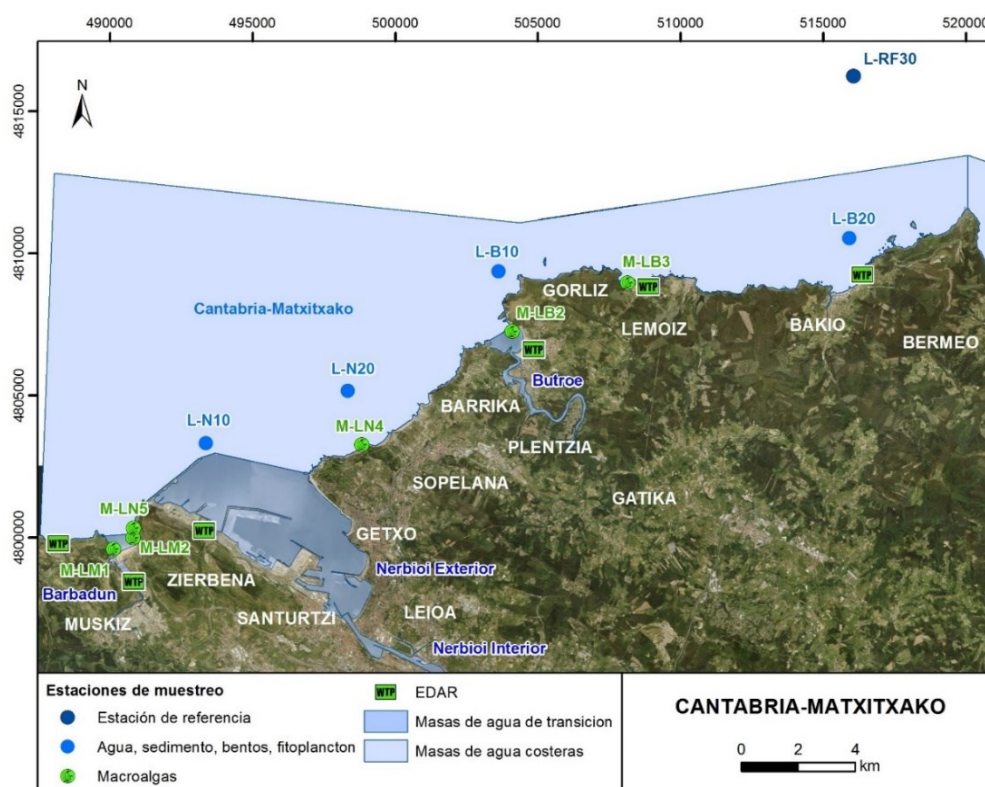 490000 495000 500000 505000 510000 515000 520000
L-RF30
N
4815000
L-B20
4810000
L-B10
M-LB3
WTP
WTP
GORLIZ
Cantabria-Matxitxako
M-LB2
LEMOIZ
BAKIO
BERMEO
WTP
L-N20
Butroe
4805000
BARRIKA
L-N10
M-LN4
PLENTZIA
SOPELANA
GATIKA
M-LN5
GETXO
4800000
WTP
WTP
M-LM2
M-LM1
ZIERBENA
Nerbioi Exterior
WTP
Barbadun
LEIOA
MUSKIZ
SANTURTZI
Nerbioi Interior
Estaciones de muestreo
Estación de referencia
Agua, sedimento, bentos, fitoplancton
Macroalgas
WTP EDAR
Masas de agua de transicion
Masas de agua costeras
CANTABRIA-MATXITXAKO
0 2 4
km